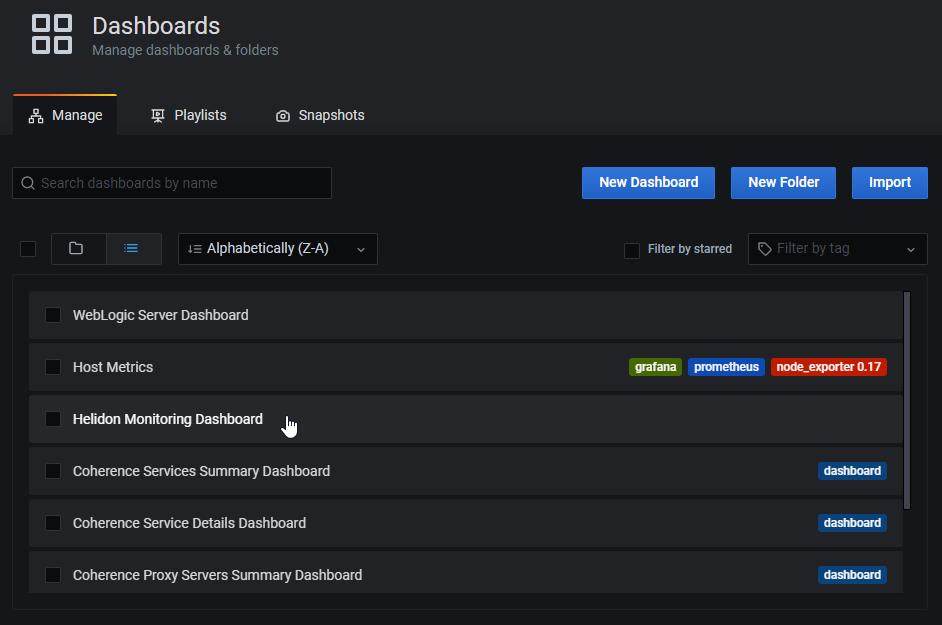 Dashboards
Manage dashboards & folders
Manage Playlists Snapshots
Search dashboards by name New Dashboard New Folder Import
Alphabetically (Z-A) Filter by starred Filter by tag
WebLogic Server Dashboard
Host Metrics grafana prometheus node_exporter 0.17
Helidon Monitoring Dashboard
Coherence Services Summary Dashboard dashboard
Coherence Service Details Dashboard dashboard
Coherence Proxy Servers Summary Dashboard dashboard